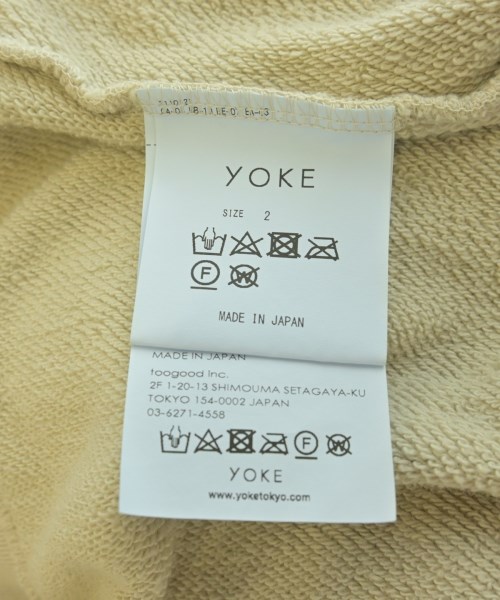 YOKE
SIZE 2
F W
MADE IN JAPAN
MADE IN JAPAN
toogood Inc.
2F 1-20-13 SHIMOUMA SETAGAYA-KU
TOKYO 154-0002 JAPAN
03-6271-4558
F W
YOKE
www.yoketokyo.com